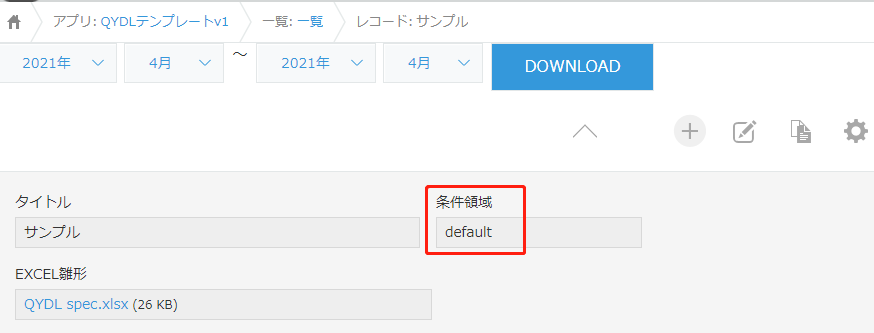 アプリ: QYDLテンプレートv1 一覧: 一覧 レコード: サンプル
2021年 4月 ～ 2021年 4月 DOWNLOAD
タイトル 条件領域
サンプル default
EXCEL雛形
QYDL spec.xlsx (26 KB)